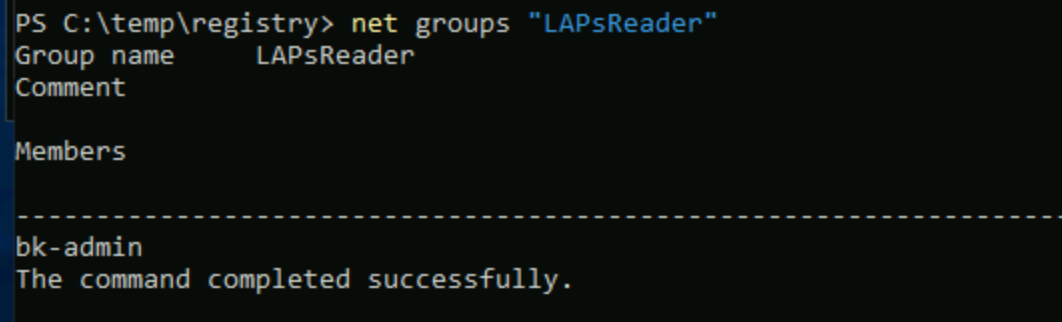 PS C:\temp\registry> net groups "LAPsReader"
Group name     LAPsReader
Comment
Members
-------------------------------------------------------------------
bk-admin
The command completed successfully.